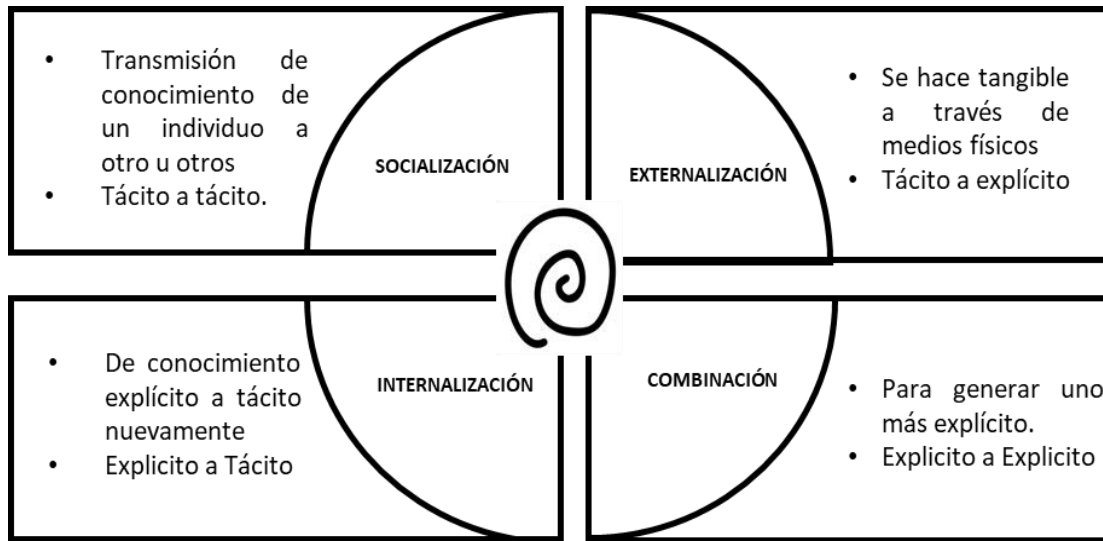 • Transmisión de
conocimiento de
un individuo a
otro u otros
• Tácito a tácito.
SOCIALIZACIÓN
EXTERNALIZACIÓN
• Se hace tangible
a través de
medios físicos
• Tácito a explícito
• De conocimiento
explícito a tácito
nuevamente
• Explicito a Tácito
INTERNALIZACIÓN
COMBINACIÓN
• Para generar uno
más explícito.
• Explicito a Explicito